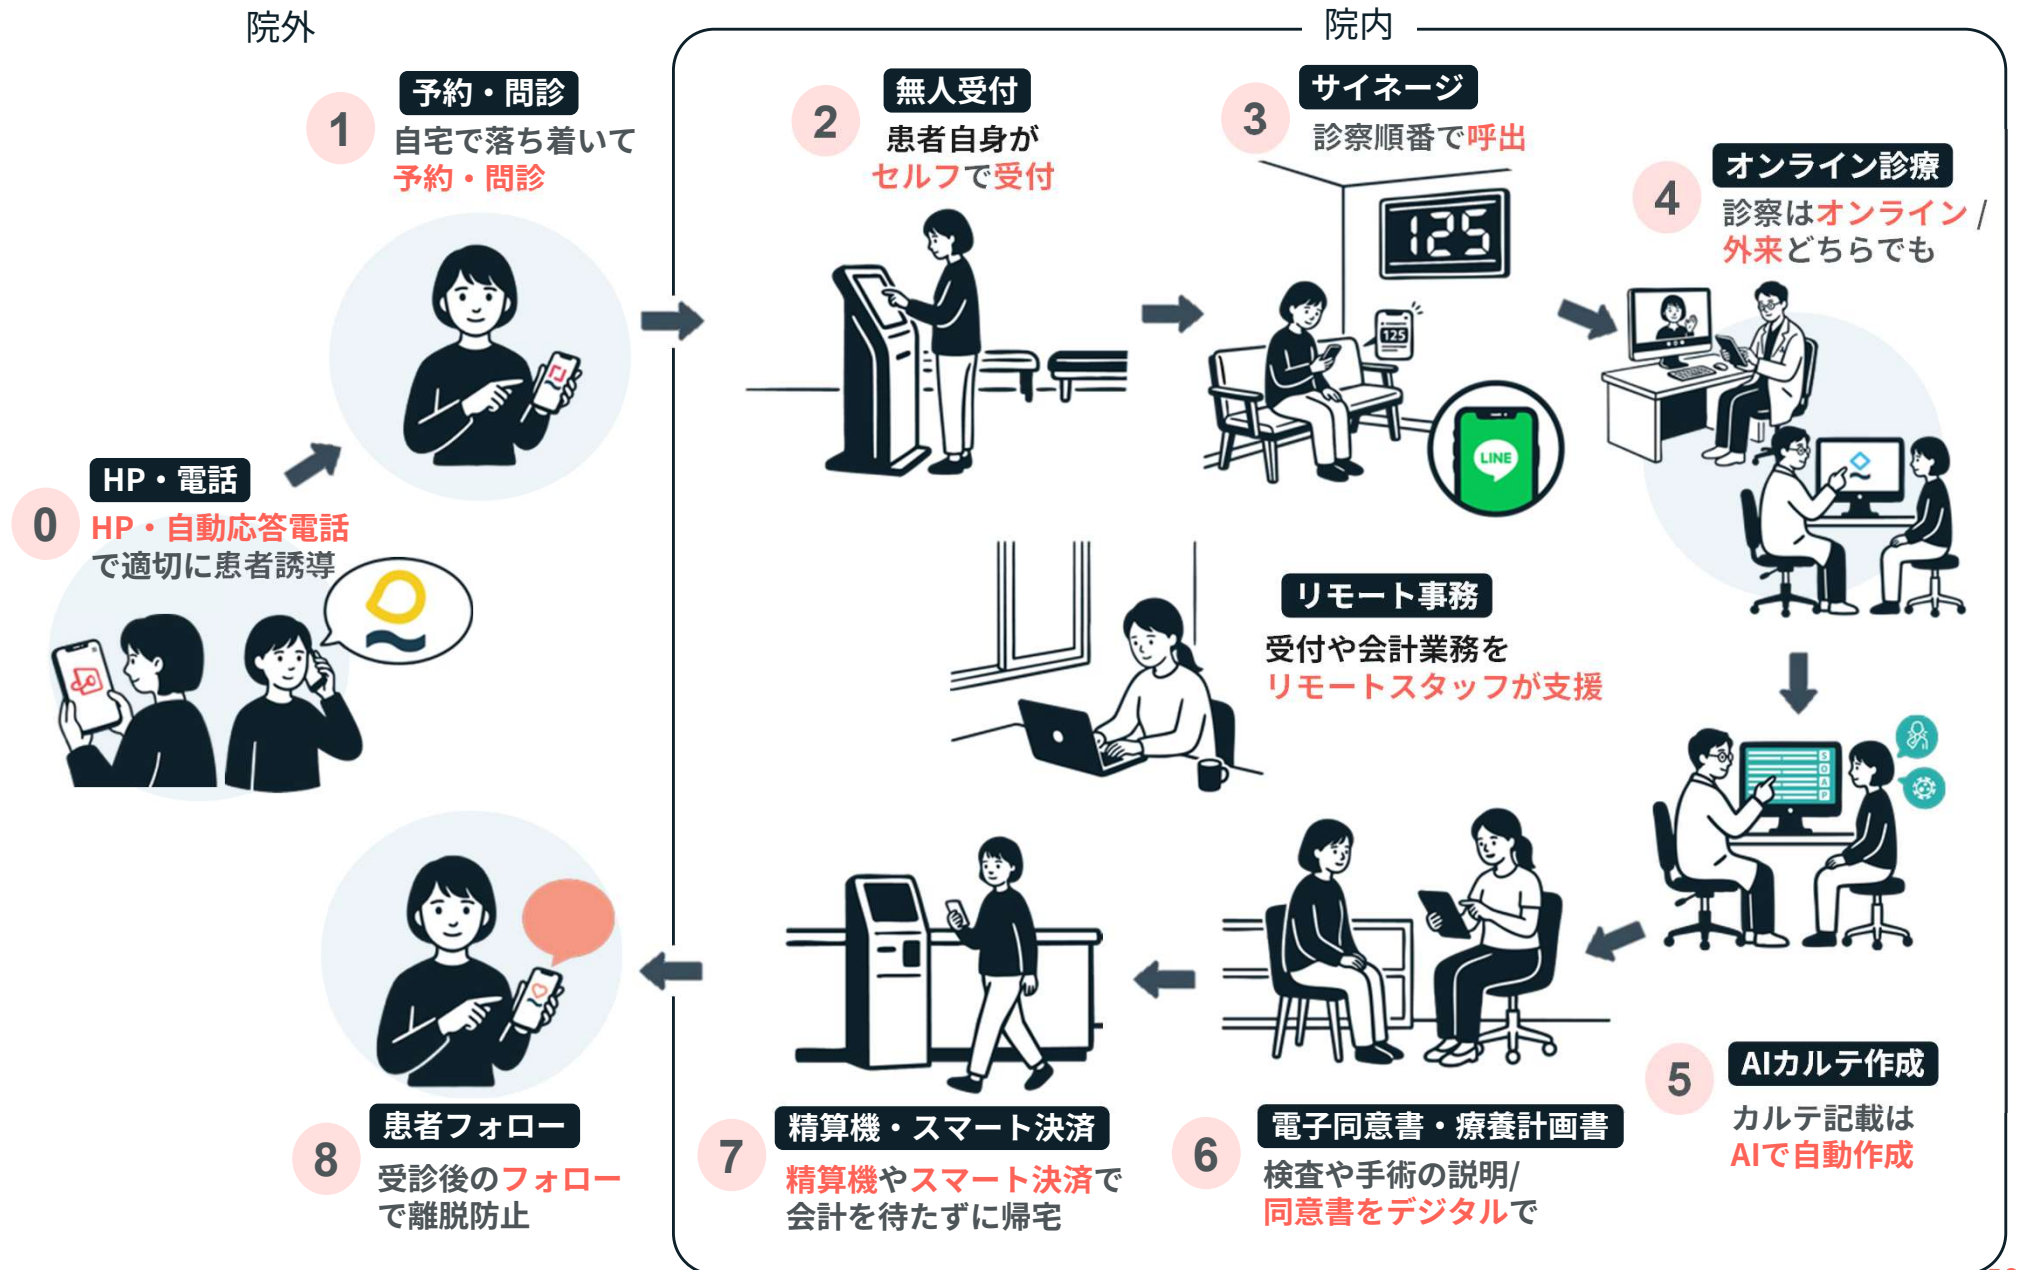 院外
院内
0
HP・電話
HP・自動応答電話
で適切に患者誘導
1
予約・問診
自宅で落ち着いて
予約・問診
2
無人受付
患者自身が
セルフで受付
3
サイネージ
診察順番で呼出
125
125
LINE
4
オンライン診療
診察はオンライン /
外来どちらでも
リモート事務
受付や会計業務を
リモートスタッフが支援
S
O
A
P
5
AIカルテ作成
カルテ記載は
AIで自動作成
6
電子同意書・療養計画書
検査や手術の説明/
同意書をデジタルで
7
精算機・スマート決済
精算機やスマート決済で
会計を待たずに帰宅
8
患者フォロー
受診後のフォロー
で離脱防止